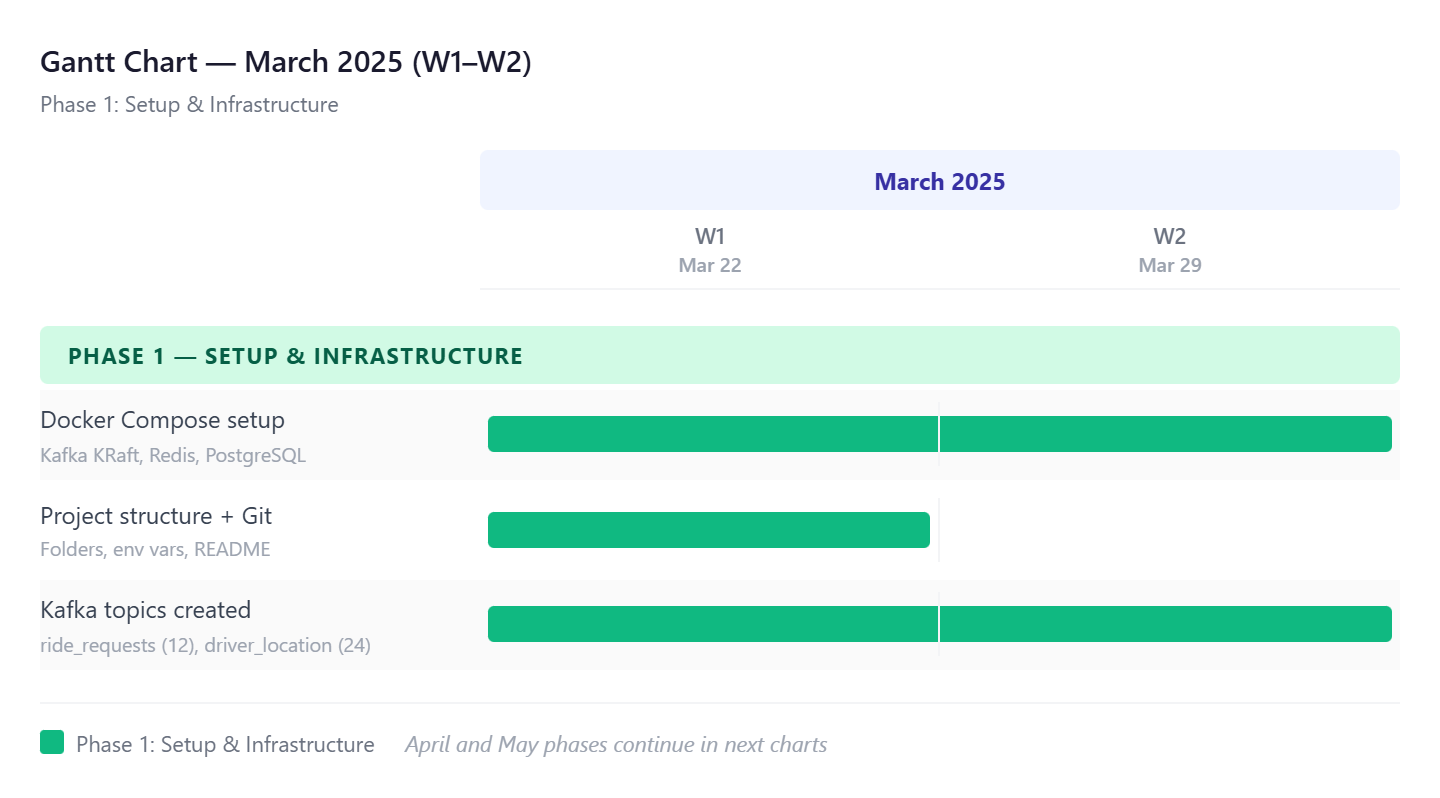 Gantt Chart — March 2025 (W1–W2)
Phase 1: Setup & Infrastructure
March 2025
W1 W2
Mar 22 Mar 29
PHASE 1 — SETUP & INFRASTRUCTURE
Docker Compose setup
Kafka KRaft, Redis, PostgreSQL
Project structure + Git
Folders, env vars, README
Kafka topics created
ride_requests (12), driver_location (24)
Phase 1: Setup & Infrastructure April and May phases continue in next charts